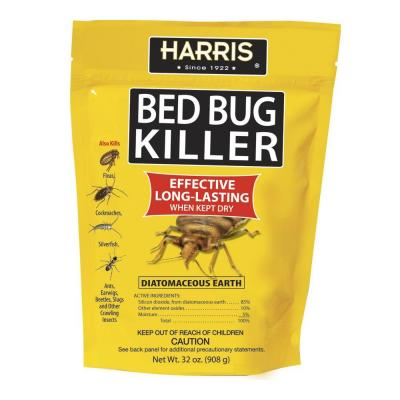 HARRIS®
★ Since 1922 ★
BED BUG
KILLER
Also Kills
Fleas,
Cockroaches,
Silverfish,
Ants,
Earwigs,
Beetles, Slugs
and Other
Crawling
Insects
EFFECTIVE
LONG-LASTING
WHEN KEPT DRY
DIATOMACEOUS EARTH
ACTIVE INGREDIENTS:
Silicon dioxide, from diatomaceous earth ...... 85%
Other element oxides ...... 10%
Moisture ...... 5%
Total ...... 100%
KEEP OUT OF REACH OF CHILDREN
CAUTION
See back panel for additional precautionary statements.
Net Wt. 32 oz. (908 g)